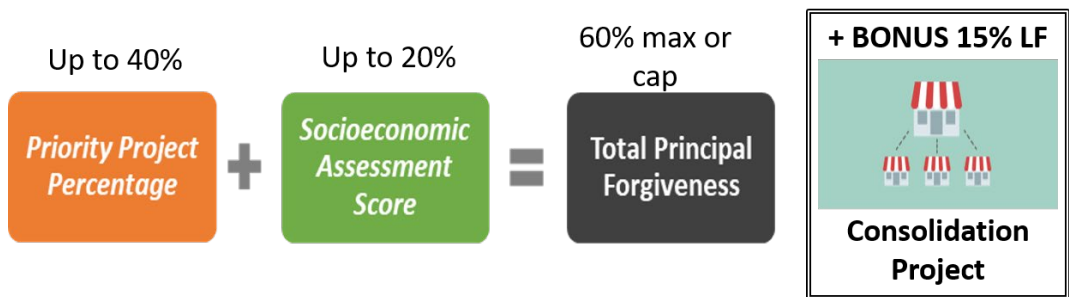 Up to 40%
Priority Project
Percentage
+
Up to 20%
Socioeconomic
Assessment
Score
=
60% max or
cap
Total Principal
Forgiveness
+ BONUS 15% LF
Consolidation
Project